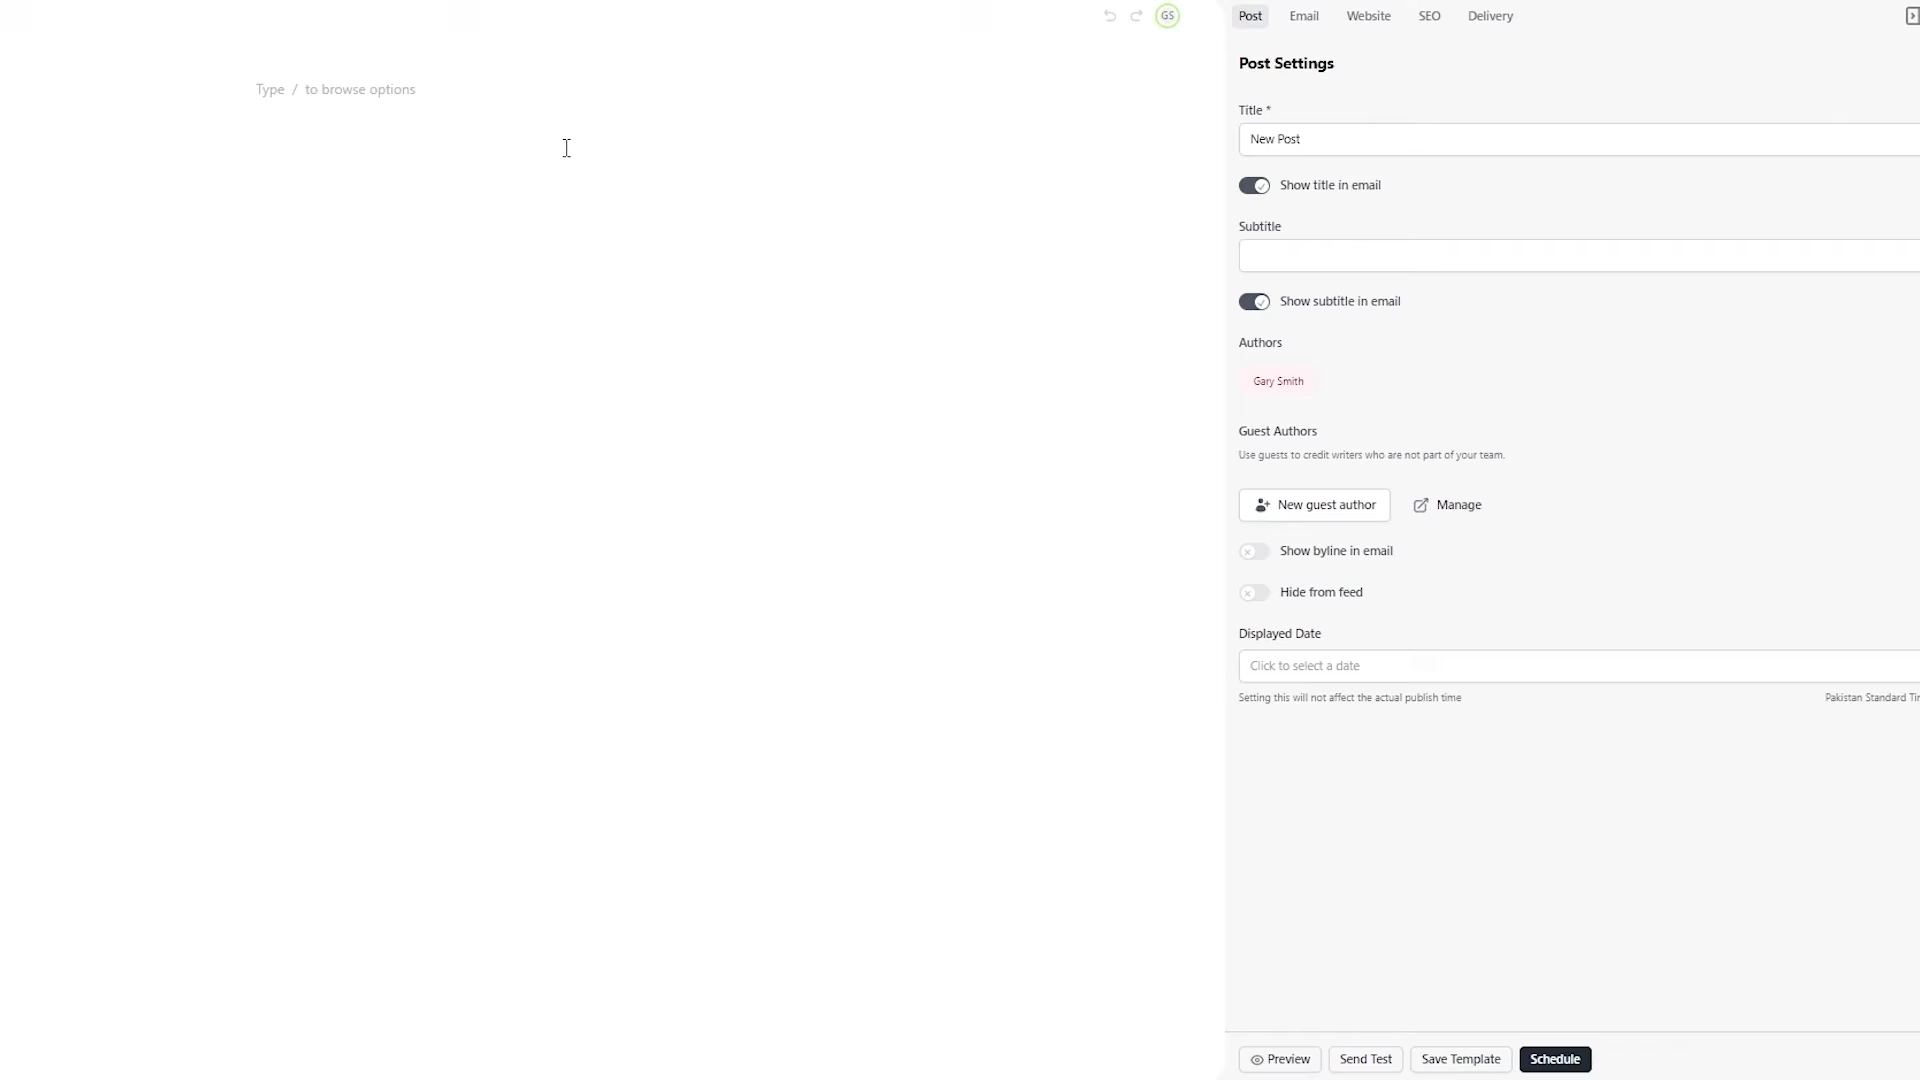 GS
Post Email Website SEO Delivery
Post Settings
Type / to browse options
Title *
New Post
Show title in email
Subtitle
Show subtitle in email
Authors
Gary Smith
Guest Authors
Use guests to credit writers who are not part of your team.
New guest author Manage
Show byline in email
Hide from feed
Displayed Date
Click to select a date
Setting this will not affect the actual publish time Pakistan Standard
Preview Send Test Save Template Schedule